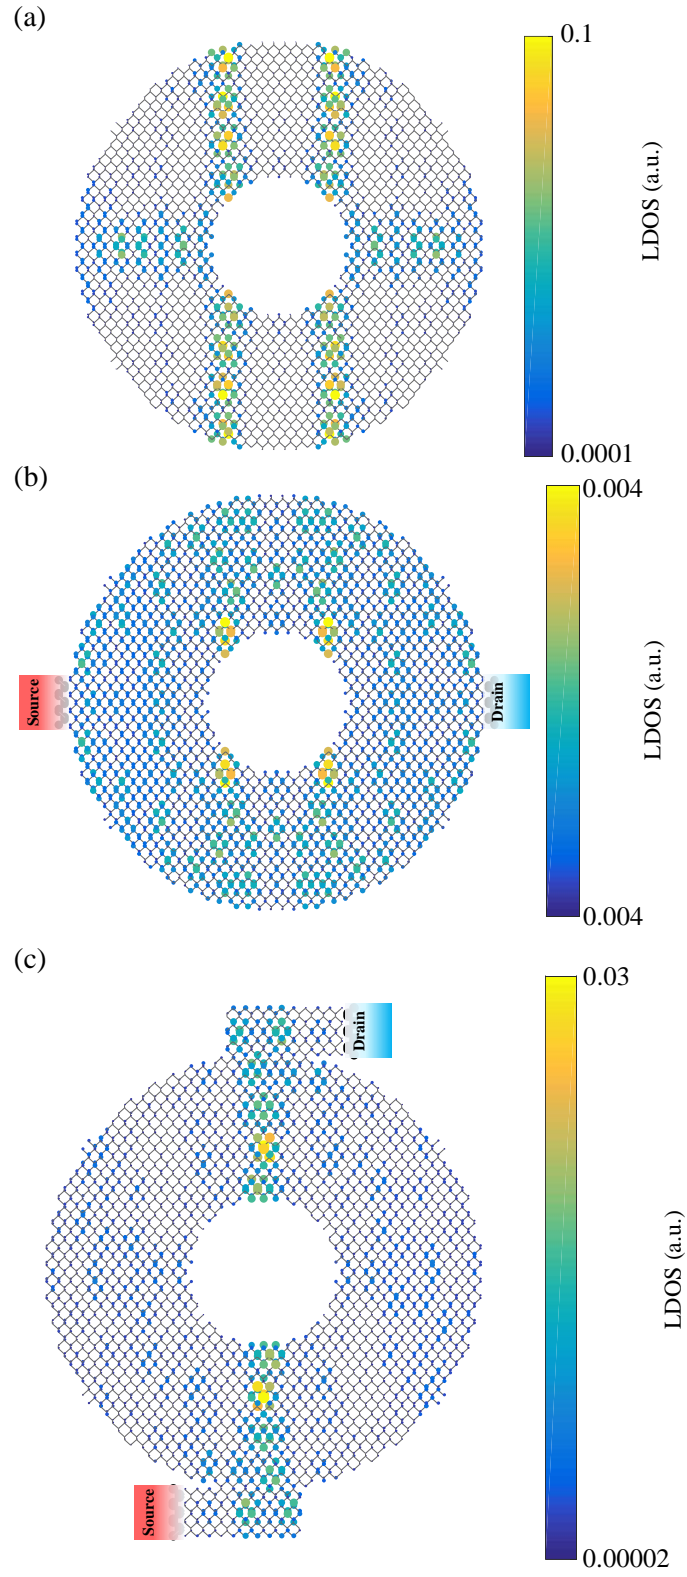 (a)
0.1
LDOS (a.u.)
0.0001
(b)
0.004
Source
Drain
LDOS (a.u.)
0.004
(c)
0.03
Drain
LDOS (a.u.)
Source
0.00002